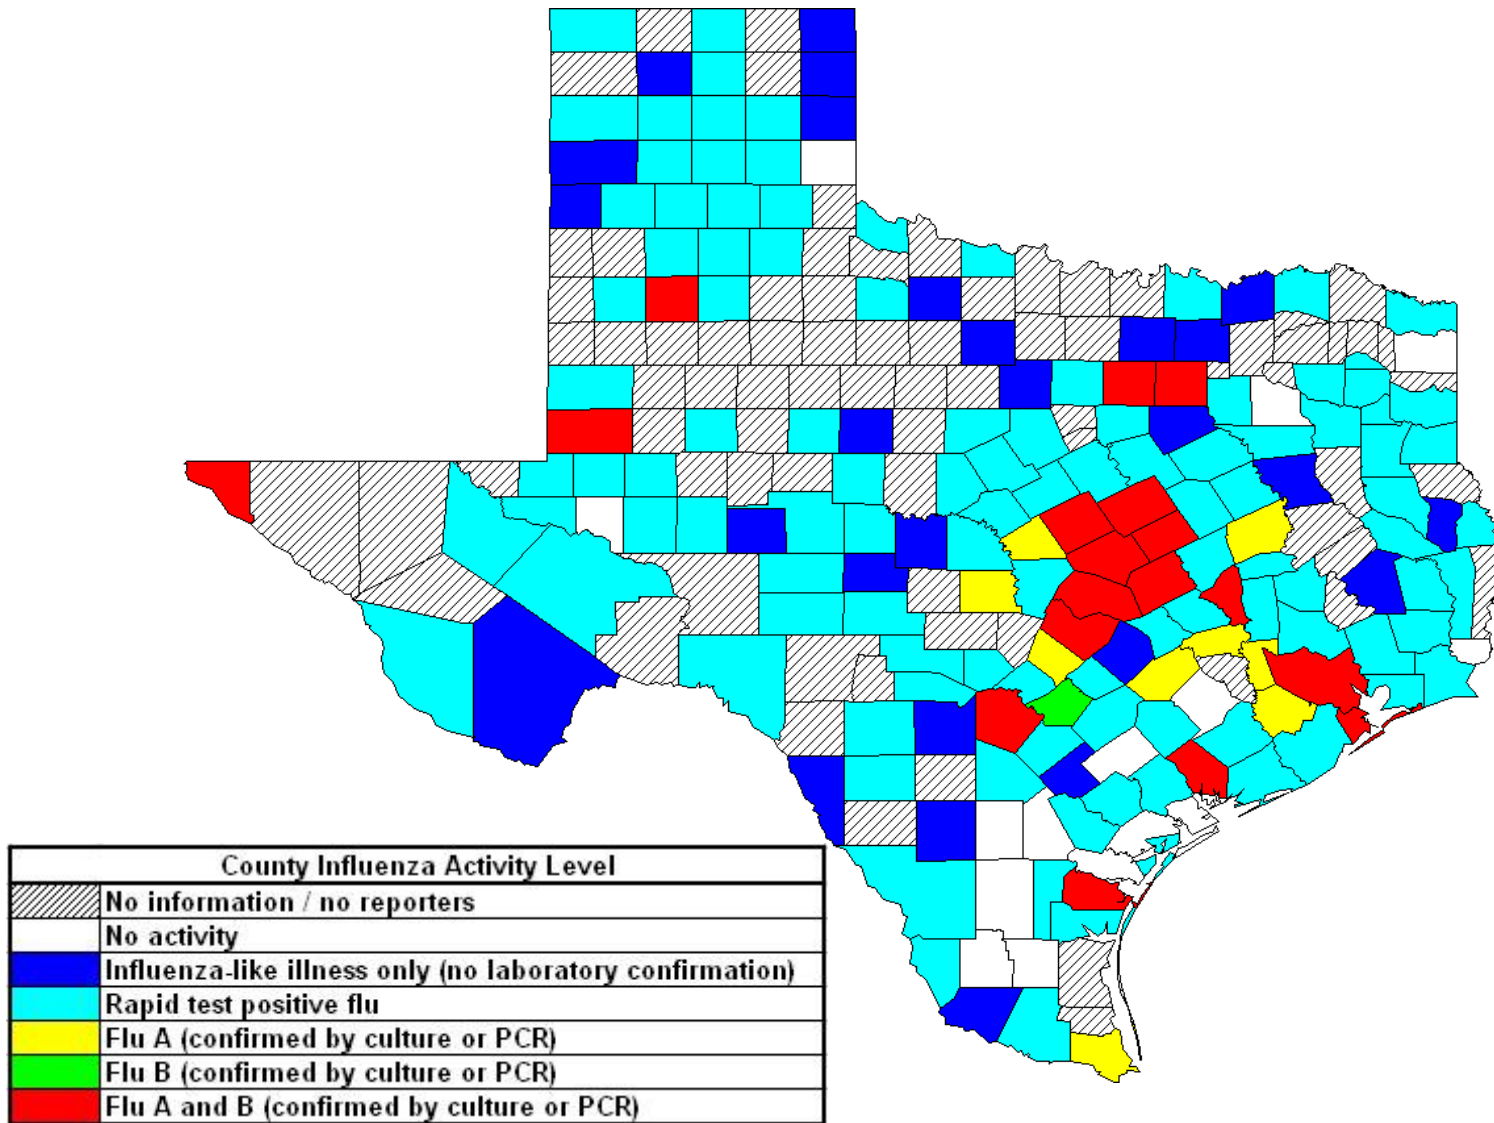 County Influenza Activity Level
No information / no reporters
No activity
Influenza-like illness only (no laboratory confirmation)
Rapid test positive flu
Flu A (confirmed by culture or PCR)
Flu B (confirmed by culture or PCR)
Flu A and B (confirmed by culture or PCR)